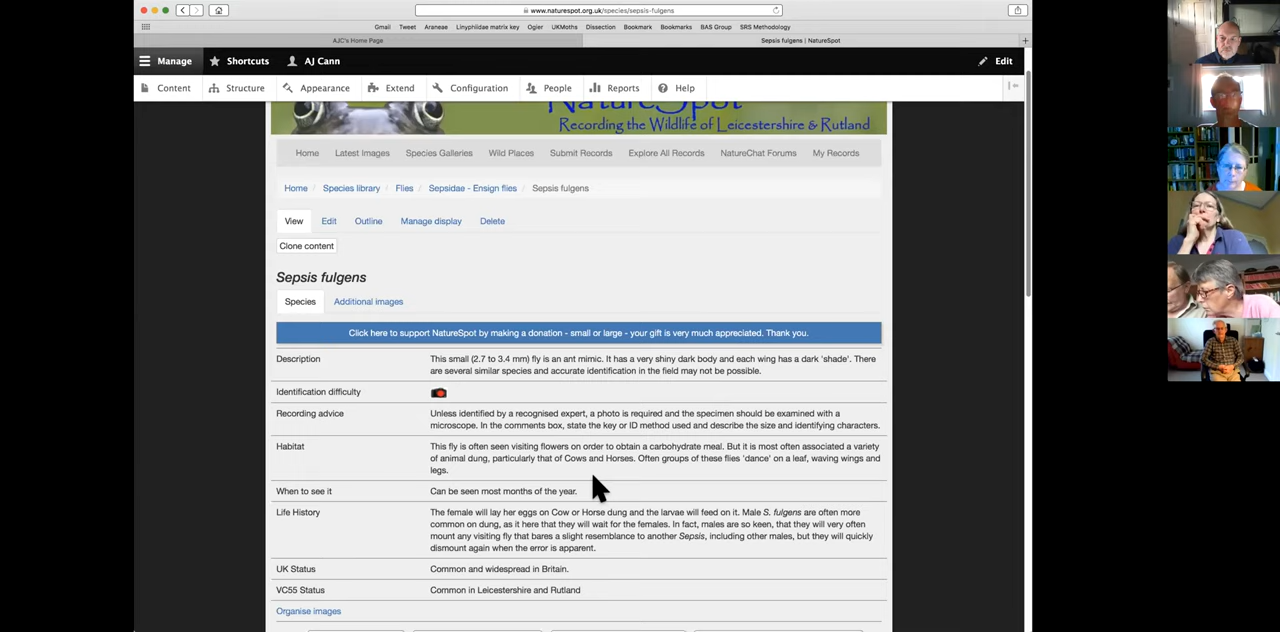 www.naturespot.org.uk/species/sepsis-fulgens
Gmail Tweet Araneae Linyphiidae matrix key Ogier UKMoths Dissection Bookmark Bookmarks BAS Group SRS Methodology
AJC's Home Page Sepsis fulgens | NatureSpot
Manage Shortcuts AJ Cann Edit
Content Structure Appearance Extend Configuration People Reports Help
NatureSpot
Recording the Wildlife of Leicestershire & Rutland
Home Latest Images Species Galleries Wild Places Submit Records Explore All Records NatureChat Forums My Records
Home / Species library / Flies / Sepsidae - Ensign flies / Sepsis fulgens
View Edit Outline Manage display Delete
Clone content
Sepsis fulgens
Species Additional images
Click here to support NatureSpot by making a donation - small or large - your gift is very much appreciated. Thank you.
Description This small (2.7 to 3.4 mm) fly is an ant mimic. It has a very shiny dark body and each wing has a dark 'shade'. There
are several similar species and accurate identification in the field may not be possible.
Identification difficulty
Recording advice Unless identified by a recognised expert, a photo is required and the specimen should be examined with a
microscope. In the comments box, state the key or ID method used and describe the size and identifying characters.
Habitat This fly is often seen visiting flowers on order to obtain a carbohydrate meal. But it is most often associated a variety
of animal dung, particularly that of Cows and Horses. Often groups of these flies 'dance' on a leaf, waving wings and
legs.
When to see it Can be seen most months of the year.
Life History The female will lay her eggs on Cow or Horse dung and the larvae will feed on it. Male S. fulgens are often more
common on dung, as it here that they will wait for the females. In fact, males are so keen, that they will very often
mount any visiting fly that bares a slight resemblance to another Sepsis, including other males, but they will quickly
dismount again when the error is apparent.
UK Status Common and widespread in Britain.
VC55 Status Common in Leicestershire and Rutland
Organise images